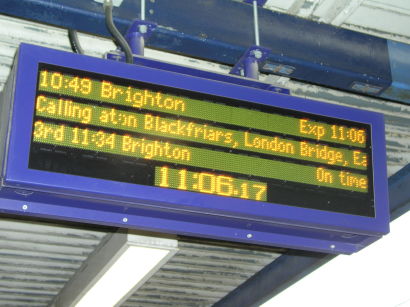 10:49 Brighton Exp 11:06
Calling at:on Blackfriars, London Bridge, Ea
3rd 11:34 Brighton On time
11:06.17